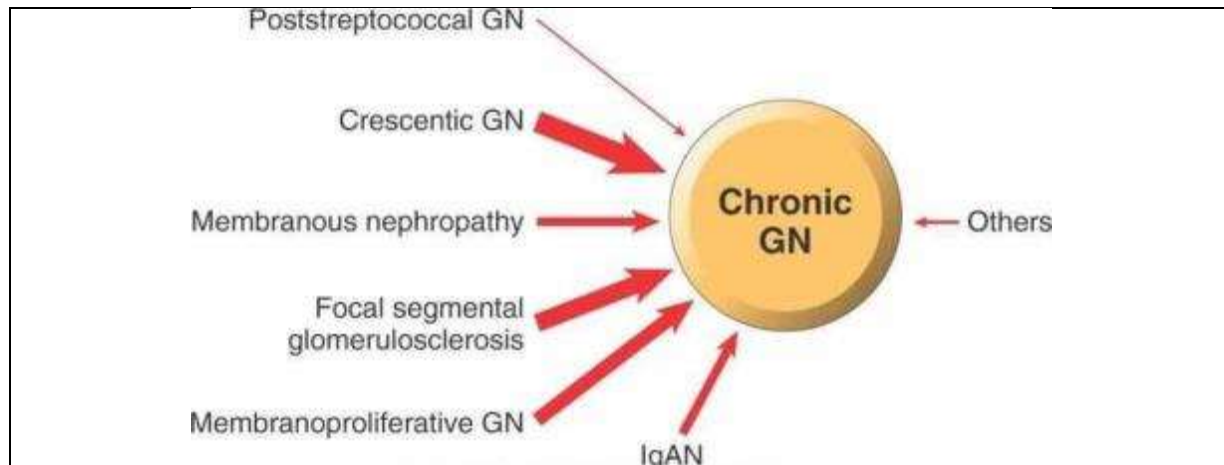 Poststreptococcal GN
Crescentic GN
Membranous nephropathy
Focal segmental
glomerulosclerosis
Membranoproliferative GN
IgAN
Chronic
GN
Others